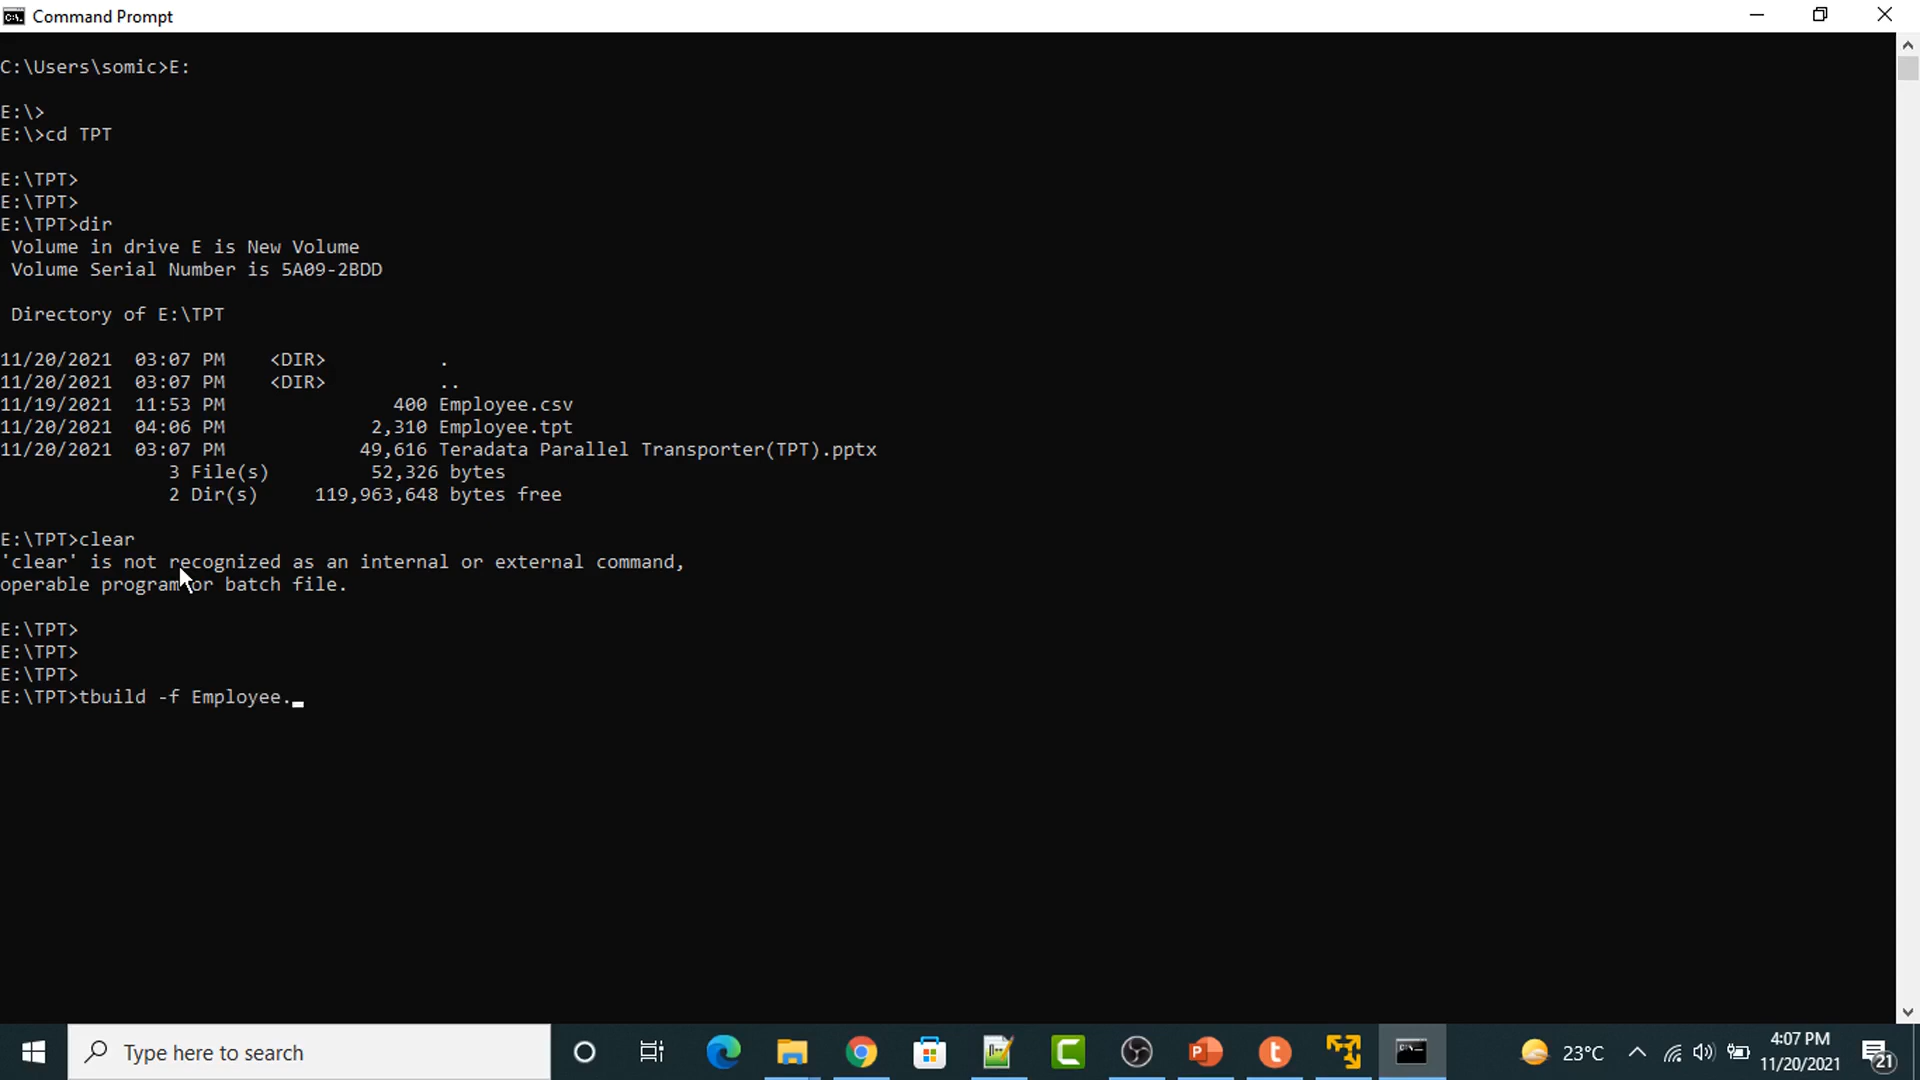 Command Prompt
C:\Users\somic>E:
E:\>
E:\>cd TPT
E:\TPT>
E:\TPT>
E:\TPT>dir
Volume in drive E is New Volume
Volume Serial Number is 5A09-2BDD
Directory of E:\TPT
11/20/2021  03:07 PM    <DIR>          .
11/20/2021  03:07 PM    <DIR>          ..
11/19/2021  11:53 PM               400 Employee.csv
11/20/2021  04:06 PM             2,310 Employee.tpt
11/20/2021  03:07 PM            49,616 Teradata Parallel Transporter(TPT).pptx
3 File(s)         52,326 bytes
2 Dir(s)     119,963,648 bytes free
E:\TPT>clear
'clear' is not recognized as an internal or external command,
operable program or batch file.
E:\TPT>
E:\TPT>
E:\TPT>
E:\TPT>tbuild -f Employee._
Type here to search
23°C
4:07 PM
11/20/2021
21